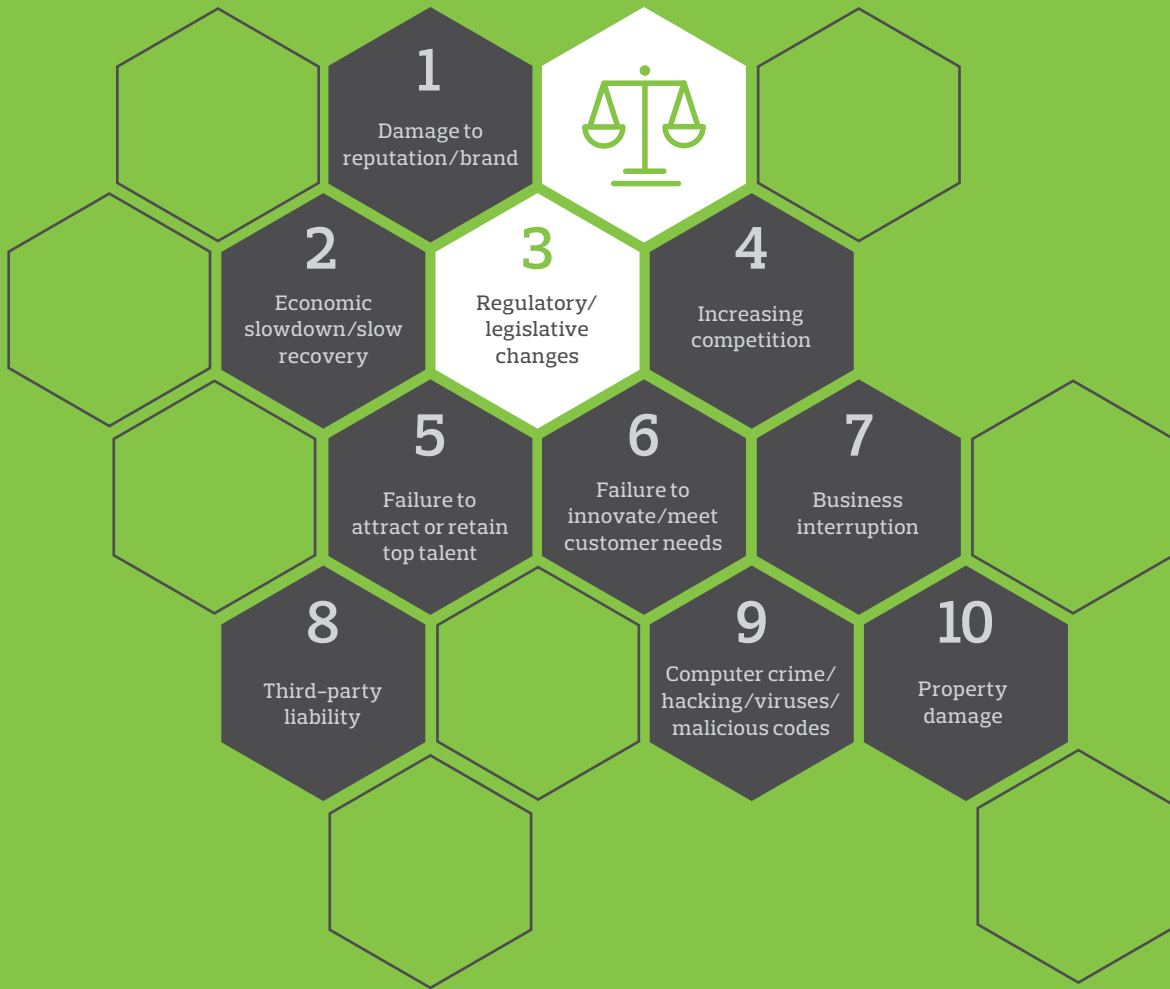 1
Damage to
reputation/brand
2
Economic
slowdown/slow
recovery
3
Regulatory/
legislative
changes
4
Increasing
competition
5
Failure to
attract or retain
top talent
6
Failure to
innovate/meet
customer needs
7
Business
interruption
8
Third-party
liability
9
Computer crime/
hacking/viruses/
malicious codes
10
Property
damage